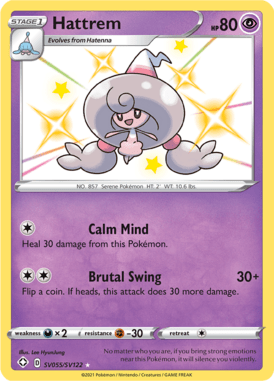 STAGE 1 Hattrem HP 80
Evolves from Hatenna
NO. 857 Serene Pokémon HT. 2' WT. 10.6 lbs.
Calm Mind
Heal 30 damage from this Pokémon.
Brutal Swing 30+
Flip a coin. If heads, this attack does 30 more damage.
weakness ×2 resistance -30 retreat
Illus. Lee HyunJung
No matter who you are, if you bring strong emotions
near this Pokémon, it will silence you violently.
D SV055/SV122
©2021 Pokémon / Nintendo / Creatures / GAME FREAK